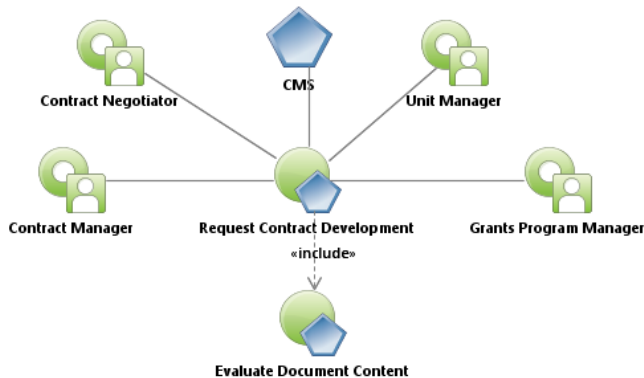 CMS
Contract Negotiator
Unit Manager
Contract Manager
Request Contract Development
Grants Program Manager
«include»
Evaluate Document Content